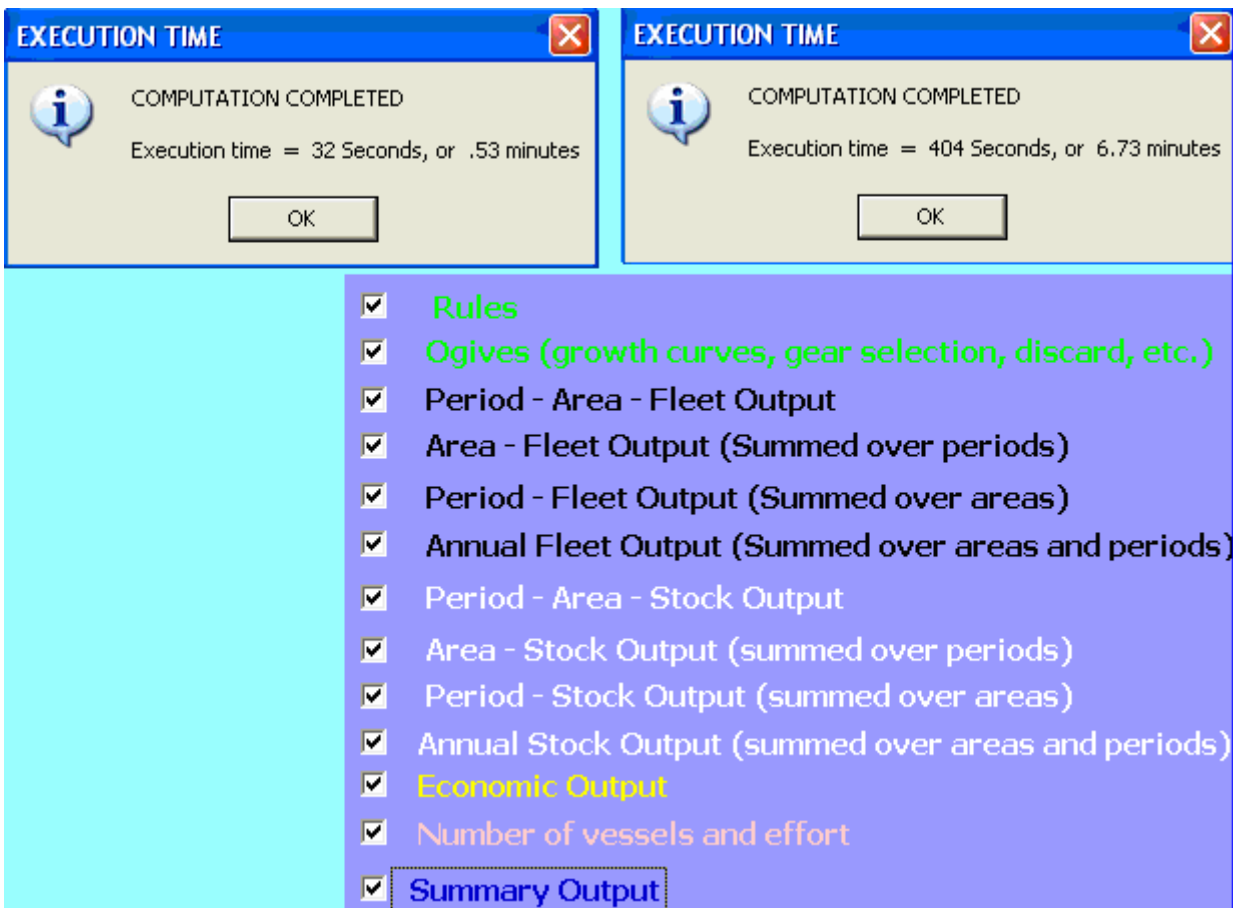 EXECUTION TIME
COMPUTATION COMPLETED
Execution time = 32 Seconds, or .53 minutes
OK
EXECUTION TIME
COMPUTATION COMPLETED
Execution time = 404 Seconds, or 6.73 minutes
OK
Rules
Ogives (growth curves, gear selection, discard, etc.)
Period - Area - Fleet Output
Area - Fleet Output (Summed over periods)
Period - Fleet Output (Summed over areas)
Annual Fleet Output (Summed over areas and periods)
Period - Area - Stock Output
Area - Stock Output (summed over periods)
Period - Stock Output (summed over areas)
Annual Stock Output (summed over areas and periods)
Economic Output
Number of vessels and effort
Summary Output